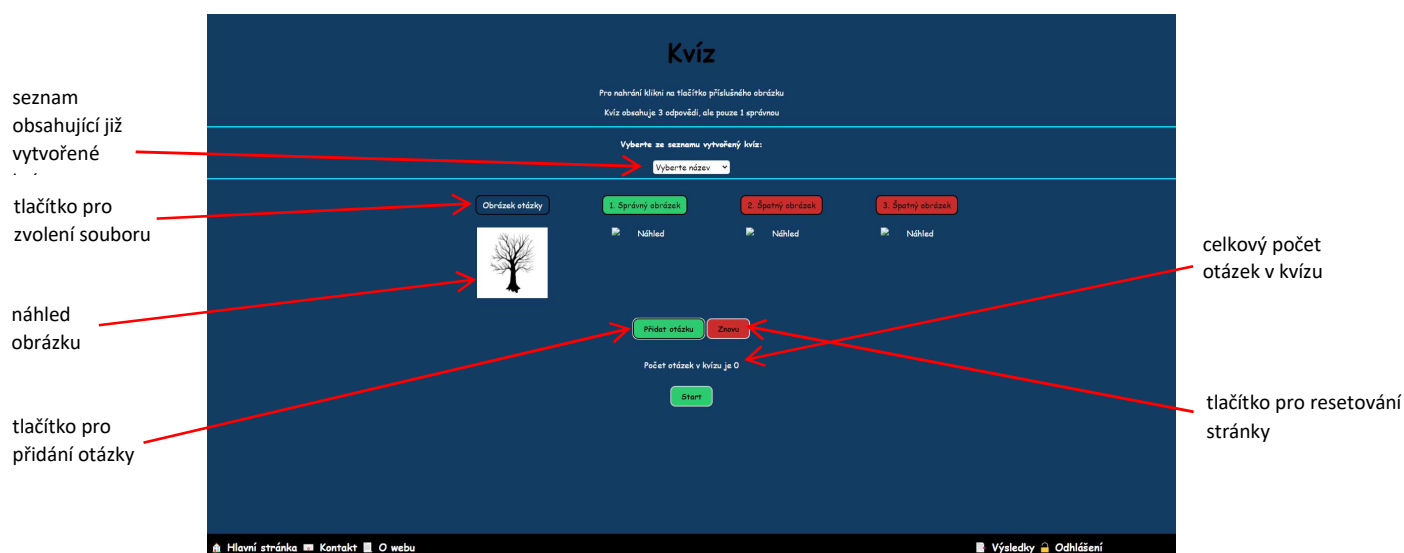 Kvíz
Pro nahrání klikni na tlačítko příslušného obrázku
Kvíz obsahuje 3 odpovědi, ale pouze 1 správnou
Vyberte ze seznamu vytvořený kvíz:
Vyberte název
Obrázek otázky
1. Správný obrázek
2. Špatný obrázek
3. Špatný obrázek
Náhled
Náhled
Náhled
Přidat otázku
Znovu
Počet otázek v kvízu je 0
Start
Hlavní stránka
Kontakt
O webu
Výsledky
Odhlášení
seznam
obsahující již
vytvořené
tlačítko pro
zvolení souboru
náhled
obrázku
tlačítko pro
přidání otázky
celkový počet
otázek v kvízu
tlačítko pro resetování
stránky